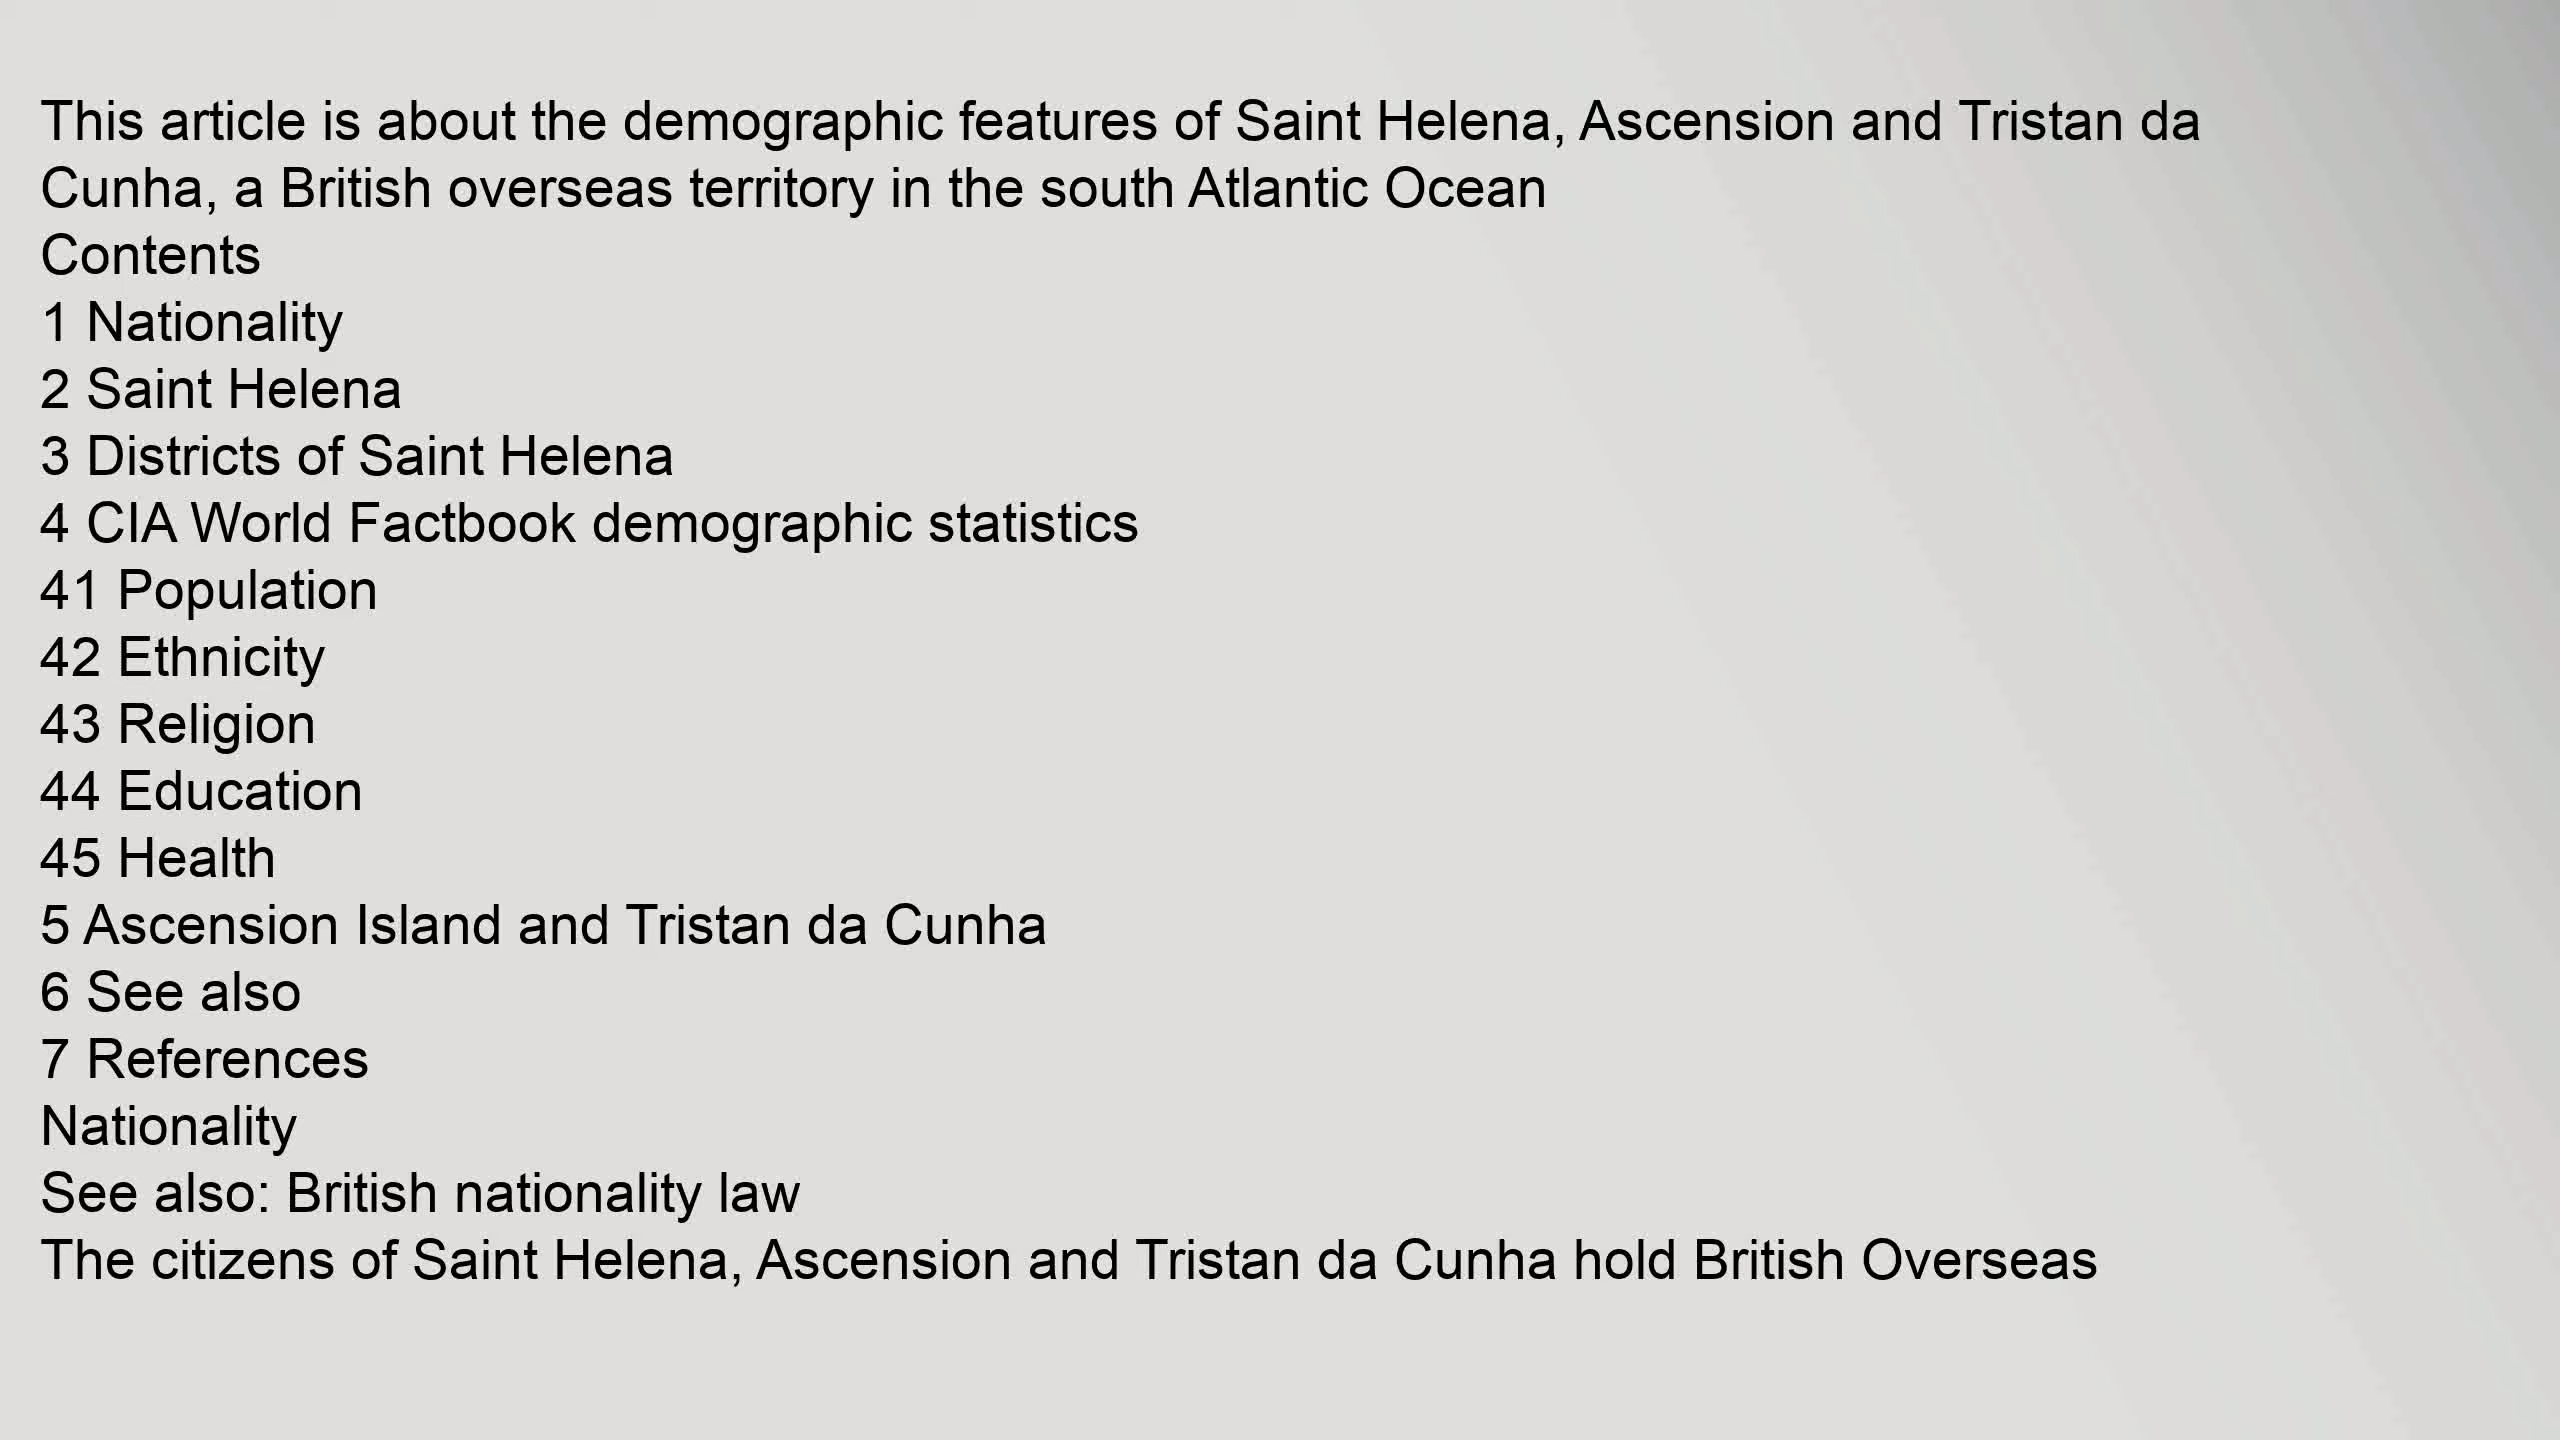 This article is about the demographic features of Saint Helena, Ascension and Tristan da
Cunha, a British overseas territory in the south Atlantic Ocean
Contents
1 Nationality
2 Saint Helena
3 Districts of Saint Helena
4 CIA World Factbook demographic statistics
41 Population
42 Ethnicity
43 Religion
44 Education
45 Health
5 Ascension Island and Tristan da Cunha
6 See also
7 References
Nationality
See also: British nationality law
The citizens of Saint Helena, Ascension and Tristan da Cunha hold British Overseas